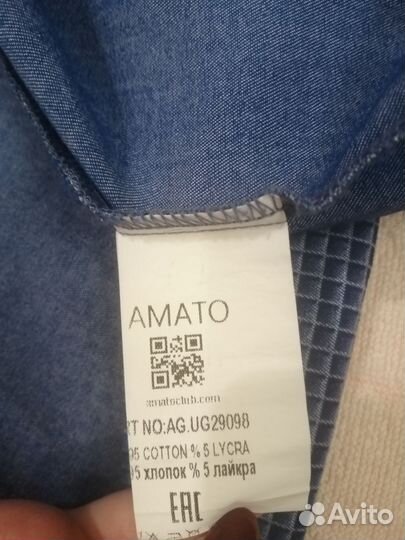 AMATO
amatoclub.com
RT NO:AG.UG29098
95 COTTON % 5 LYCRA
95 хлопок % 5 лайкра
EAC
Avito